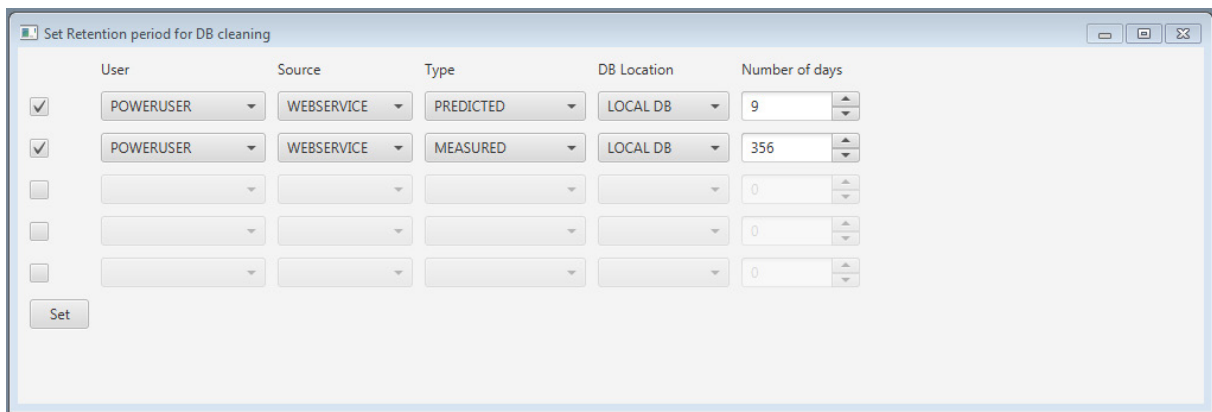 Set Retention period for DB cleaning
User Source Type DB Location Number of days
POWERUSER WEBSERVICE PREDICTED LOCAL DB 9
POWERUSER WEBSERVICE MEASURED LOCAL DB 356
0
0
0
Set